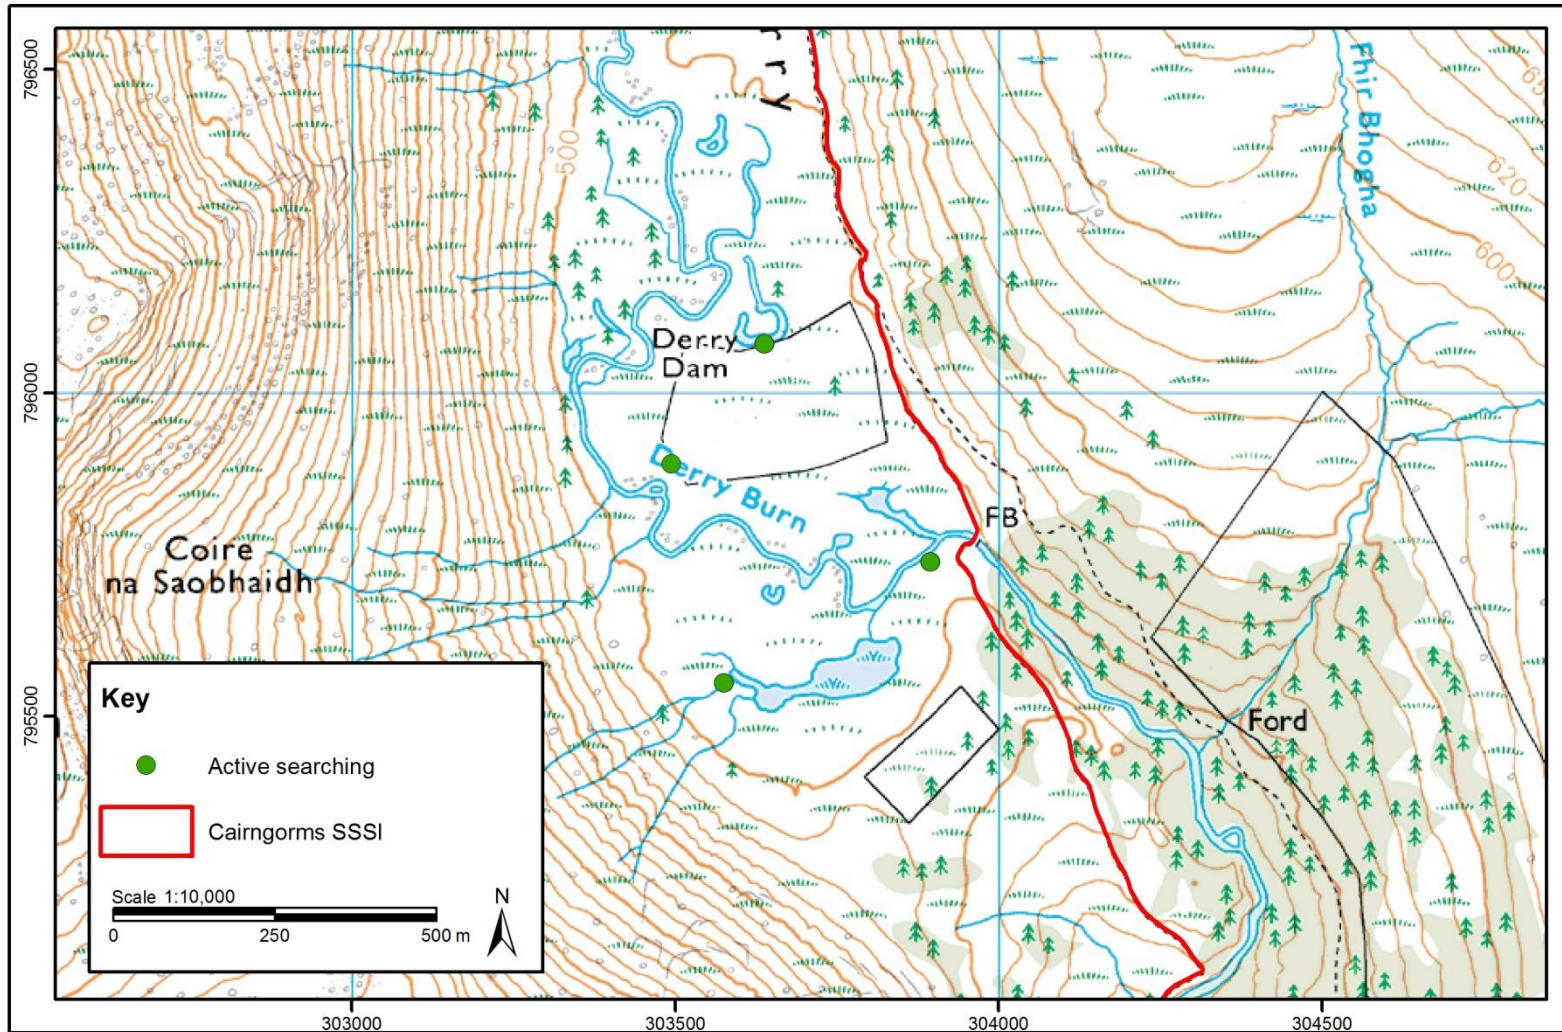 796500
796000
795500
rry
Fhir Bhogha
500
620
600
Derry
Dam
Derry Burn
FB
Coire
na Saobhaidh
Ford
Key
Active searching
Cairngorms SSSI
Scale 1:10,000
N
0 250 500 m
303000 303500 304000 304500